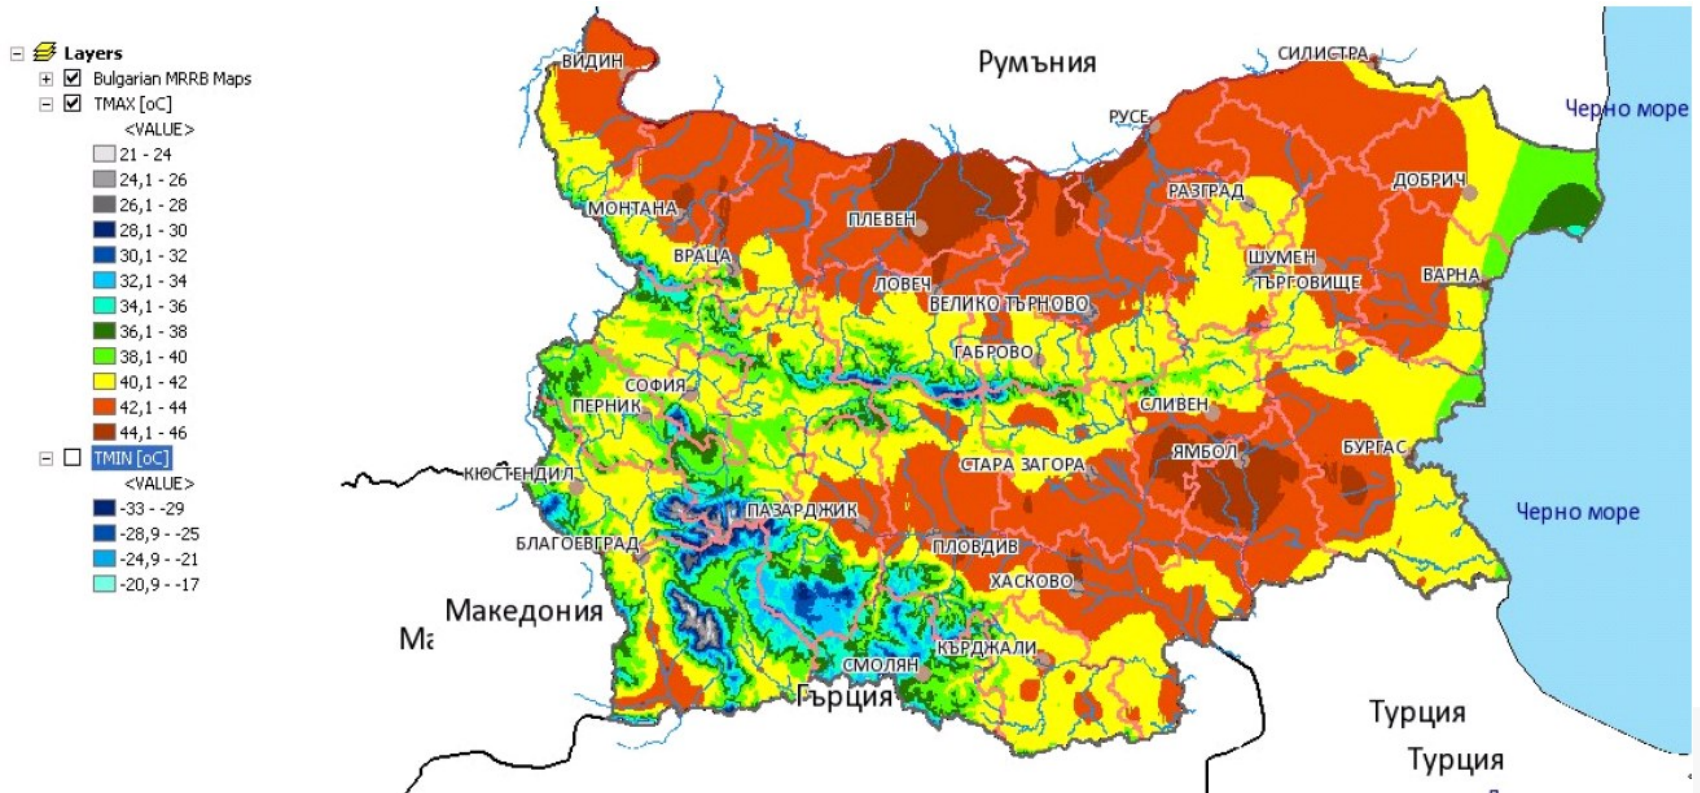 Layers
Bulgarian MRRB Maps
TMAX [oC]
<VALUE>
21 - 24
24,1 - 26
26,1 - 28
28,1 - 30
30,1 - 32
32,1 - 34
34,1 - 36
36,1 - 38
38,1 - 40
40,1 - 42
42,1 - 44
44,1 - 46
TMIN [oC]
<VALUE>
-33 - -29
-28,9 - -25
-24,9 - -21
-20,9 - -17
СИЛИСТРА
ВИДИН
Румъния
Черно море
РУСЕ
ДОБРИЧ
РАЗГРАД
МОНТАНА
ПЛЕВЕН
ВРАЦА
ШУМЕН
ВАРНА
ТЪРГОВИЩЕ
ЛОВЕЧ
ВЕЛИКО ТЪРНОВО
ГАБРОВО
СОФИЯ
ПЕРНИК
СЛИВЕН
БУРГАС
ЯМБОЛ
СТАРА ЗАГОРА
КЮСТЕНДИЛ
ПАЗАРДЖИК
Черно море
БЛАГОЕВГРАД
ПЛОВДИВ
ХАСКОВО
Македония
Ма
КЪРДЖАЛИ
СМОЛЯН
Гърция
Турция
Турция